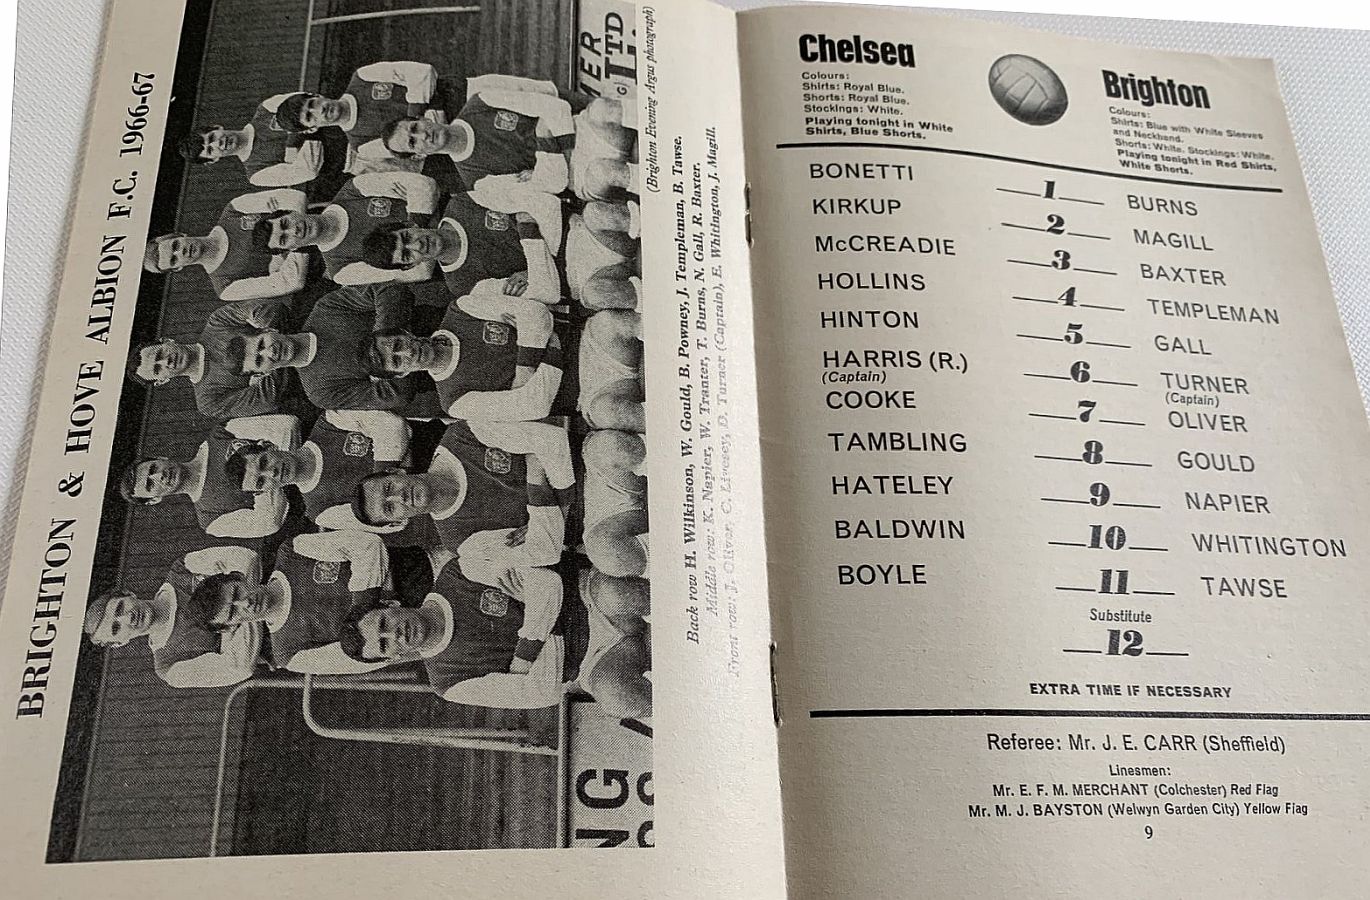 BRIGHTON & HOVE ALBION F.C. 1966-67
MER
LTD
NG
(Brighton Evening Argus photograph)
Back row H. Wilkinson, W. Gould, B. Powney, J. Templeman, B. Tawse.
Middle row: K. Napier, W. Tranter, T. Burns, N. Gall, R. Baxter.
Front row: J. Oliver, C. Livesey, D. Turner (Captain), E. Whitington, J. Magill.
Chelsea
Colours:
Shirts: Royal Blue.
Shorts: Royal Blue.
Stockings: White.
Playing tonight in White
Shirts, Blue Shorts.
Brighton
Colours:
Shirts: Blue with White Sleeves
and Neckband.
Shorts: White. Stockings: White.
Playing tonight in Red Shirts,
White Shorts.
BONETTI 1 BURNS
KIRKUP 2 MAGILL
McCREADIE 3 BAXTER
HOLLINS 4 TEMPLEMAN
HINTON 5 GALL
HARRIS (R.) 6 TURNER
(Captain) (Captain)
COOKE 7 OLIVER
TAMBLING 8 GOULD
HATELEY 9 NAPIER
BALDWIN 10 WHITINGTON
BOYLE 11 TAWSE
Substitute
12
EXTRA TIME IF NECESSARY
Referee: Mr. J. E. CARR (Sheffield)
Linesmen:
Mr. E. F. M. MERCHANT (Colchester) Red Flag
Mr. M. J. BAYSTON (Welwyn Garden City) Yellow Flag
9